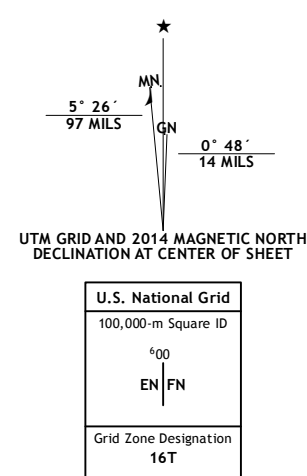 ★
MN.
GN
5° 26´
97 MILS
0° 48´
14 MILS
UTM GRID AND 2014 MAGNETIC NORTH
DECLINATION AT CENTER OF SHEET
U.S. National Grid
100,000-m Square ID
⁶00
EN FN
Grid Zone Designation
16T